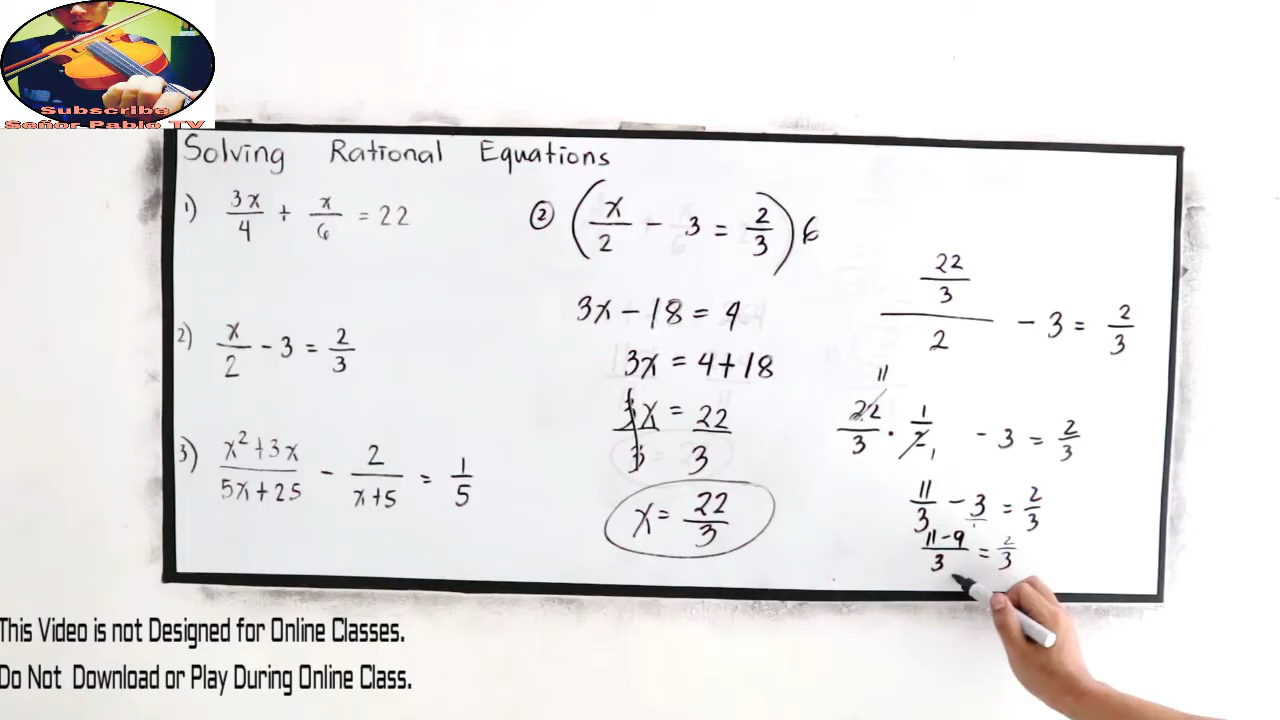 Subscribe
Señor Pablo TV
Solving Rational Equations
1) 3x/4 + x/6 = 22
2) x/2 - 3 = 2/3
3) x²+3x/5x+25 - 2/x+5 = 1/5
② (x/2 - 3 = 2/3) 6
3x - 18 = 4
3x = 4+18
3x/3 = 22/3
x = 22/3
22/3/2 - 3 = 2/3
11
22/3 · 1/2 1 - 3 = 2/3
11/3 - 3/1 = 2/3
11-9/3 = 2/3
This Video is not Designed for Online Classes.
Do Not Download or Play During Online Class.